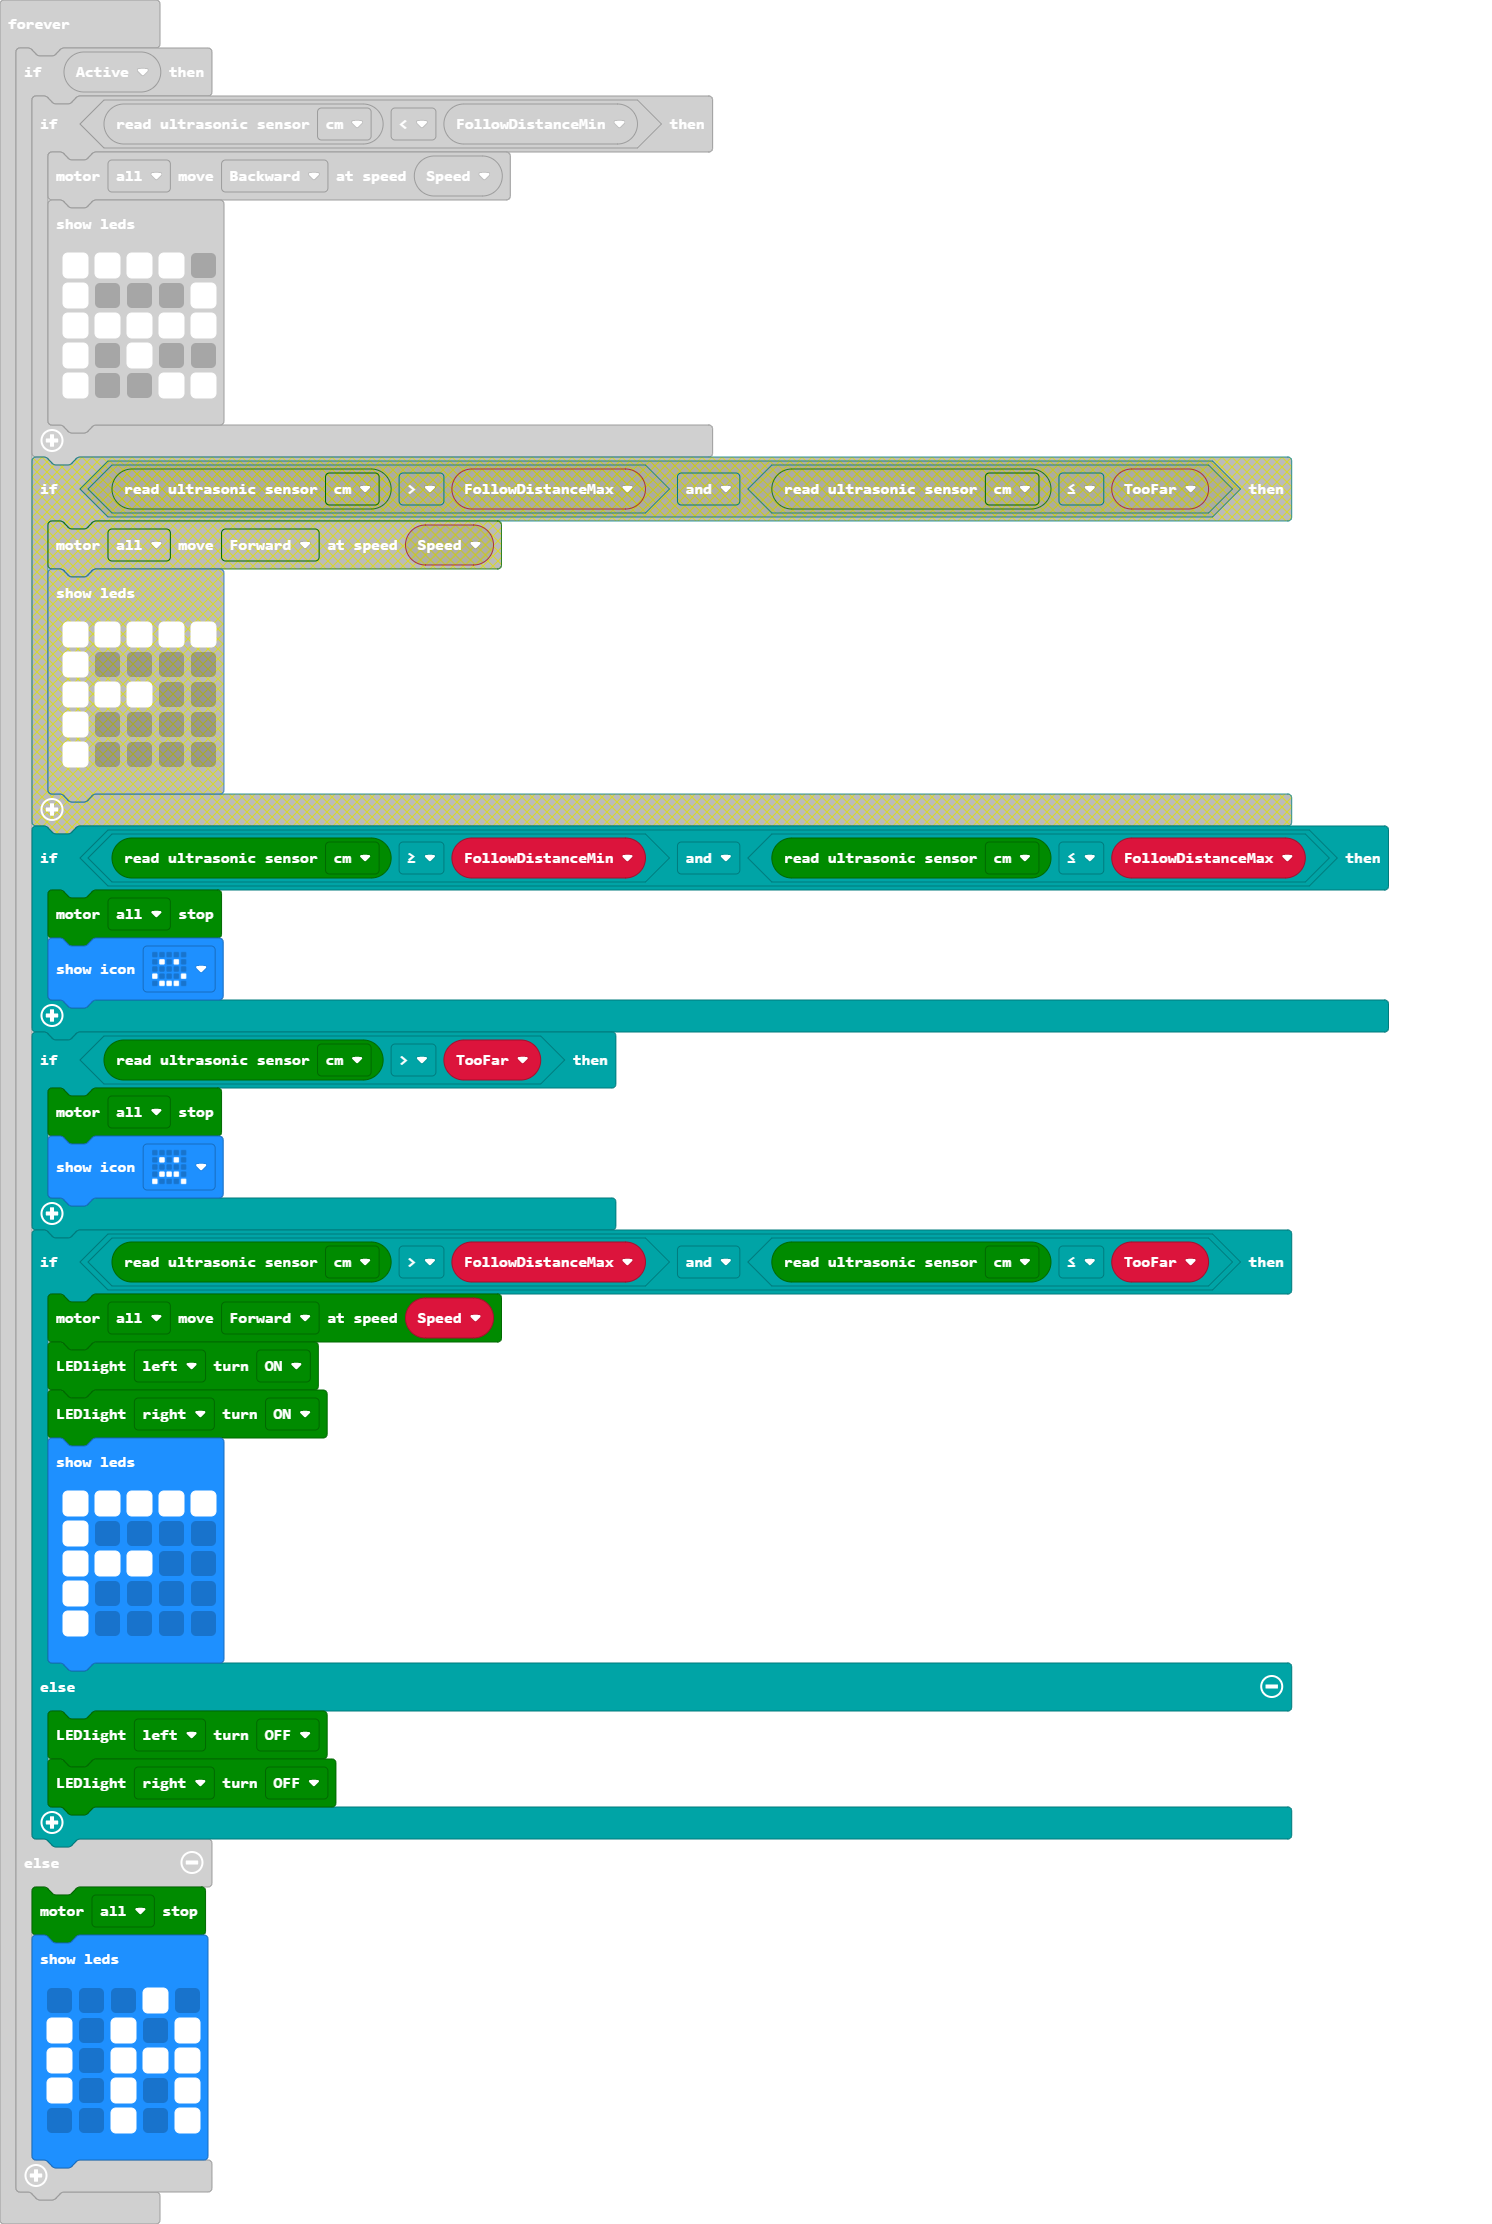 forever
if Active then
if read ultrasonic sensor cm < FollowDistanceMin then
motor all move Backward at speed Speed
show leds
if read ultrasonic sensor cm > FollowDistanceMax and read ultrasonic sensor cm ≤ TooFar then
motor all move Forward at speed Speed
show leds
if read ultrasonic sensor cm ≥ FollowDistanceMin and read ultrasonic sensor cm ≤ FollowDistanceMax then
motor all stop
show icon
if read ultrasonic sensor cm > TooFar then
motor all stop
show icon
if read ultrasonic sensor cm > FollowDistanceMax and read ultrasonic sensor cm ≤ TooFar then
motor all move Forward at speed Speed
LEDlight left turn ON
LEDlight right turn ON
show leds
else
LEDlight left turn OFF
LEDlight right turn OFF
else
motor all stop
show leds